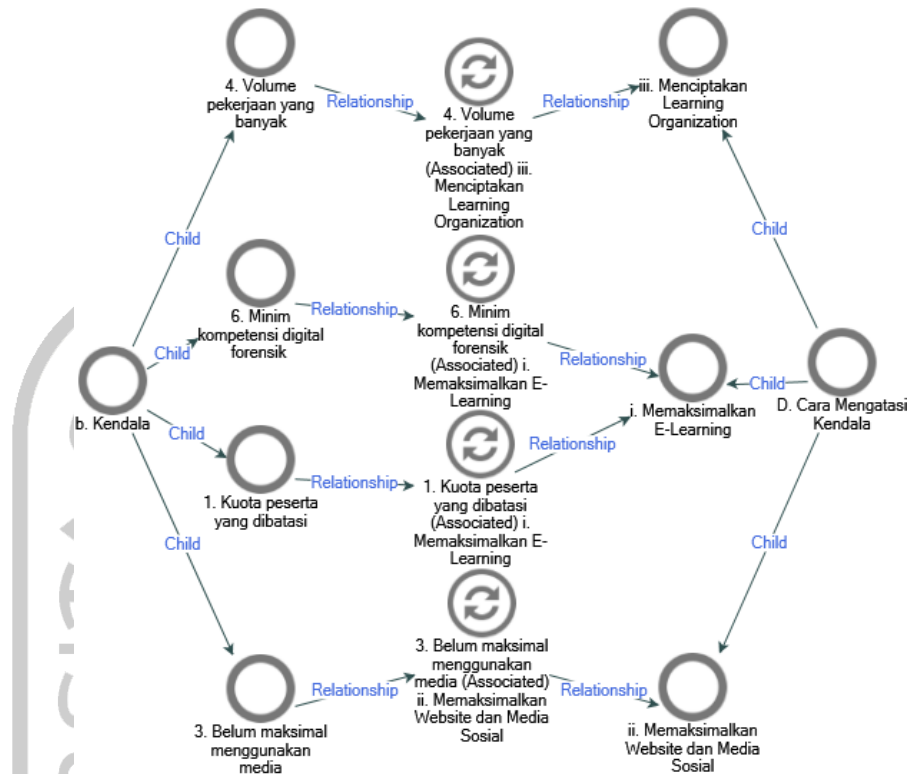 4. Volume
pekerjaan yang
banyak
Relationship
4. Volume
pekerjaan yang
banyak
(Associated) iii.
Menciptakan
Learning
Organization
Relationship
iii. Menciptakan
Learning
Organization
Child
Child
6. Minim
kompetensi digital
forensik
Relationship
6. Minim
kompetensi digital
forensik
(Associated) i.
Memaksimalkan E-
Learning
Relationship
i. Memaksimalkan
E-Learning
Child
b. Kendala
Child
Child
D. Cara Mengatasi
Kendala
1. Kuota peserta
yang dibatasi
Relationship
1. Kuota peserta
yang dibatasi
(Associated) i.
Memaksimalkan E-
Learning
Relationship
Child
Child
3. Belum maksimal
menggunakan
media
Relationship
3. Belum maksimal
menggunakan
media (Associated)
ii. Memaksimalkan
Website dan Media
Sosial
Relationship
ii. Memaksimalkan
Website dan Media
Sosial